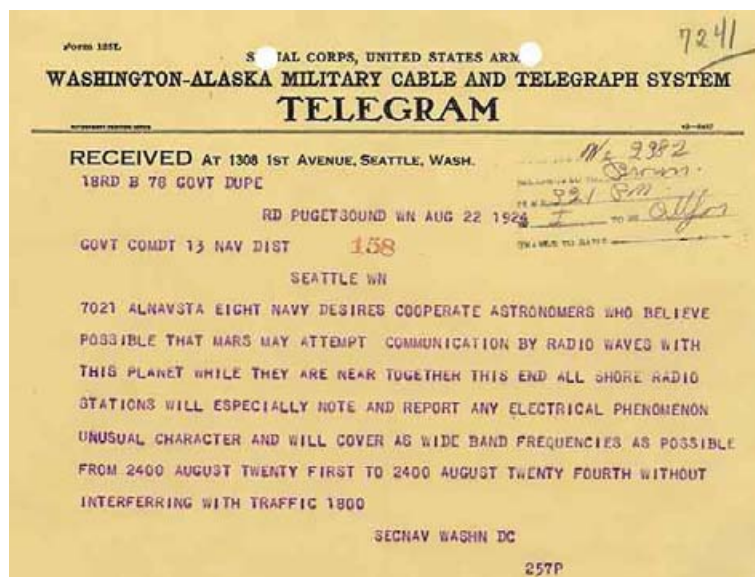 7241
Form 125L
S AL CORPS, UNITED STATES ARM
WASHINGTON-ALASKA MILITARY CABLE AND TELEGRAPH SYSTEM
TELEGRAM
RECEIVED AT 1308 1ST AVENUE, SEATTLE, WASH.
2982
18RD B 78 GOVT DUPE
RD PUGETSOUND WN AUG 22 1924
GOVT COMDT 13 NAV DIST 158
SEATTLE WN
7021 ALNAVSTA EIGHT NAVY DESIRES COOPERATE ASTRONOMERS WHO BELIEVE
POSSIBLE THAT MARS MAY ATTEMPT COMMUNICATION BY RADIO WAVES WITH
THIS PLANET WHILE THEY ARE NEAR TOGETHER THIS END ALL SHORE RADIO
STATIONS WILL ESPECIALLY NOTE AND REPORT ANY ELECTRICAL PHENOMENON
UNUSUAL CHARACTER AND WILL COVER AS WIDE BAND FREQUENCIES AS POSSIBLE
FROM 2400 AUGUST TWENTY FIRST TO 2400 AUGUST TWENTY FOURTH WITHOUT
INTERFERRING WITH TRAFFIC 1800
SECNAV WASHN DC
257P